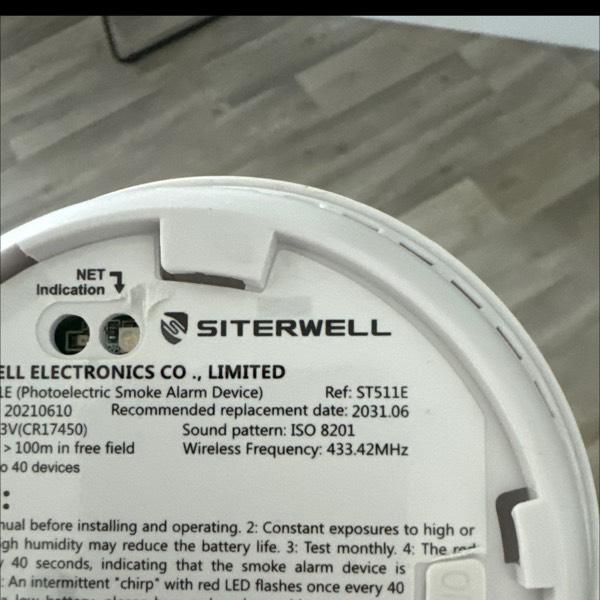 NET
Indication
SITERWELL
ELL ELECTRONICS CO ., LIMITED
1E (Photoelectric Smoke Alarm Device) Ref: ST511E
20210610 Recommended replacement date: 2031.06
3V(CR17450) Sound pattern: ISO 8201
> 100m in free field Wireless Frequency: 433.42MHz
o 40 devices
:
nual before installing and operating. 2: Constant exposures to high or
igh humidity may reduce the battery life. 3: Test monthly. 4: The red
y 40 seconds, indicating that the smoke alarm device is
: An intermittent "chirp" with red LED flashes once every 40